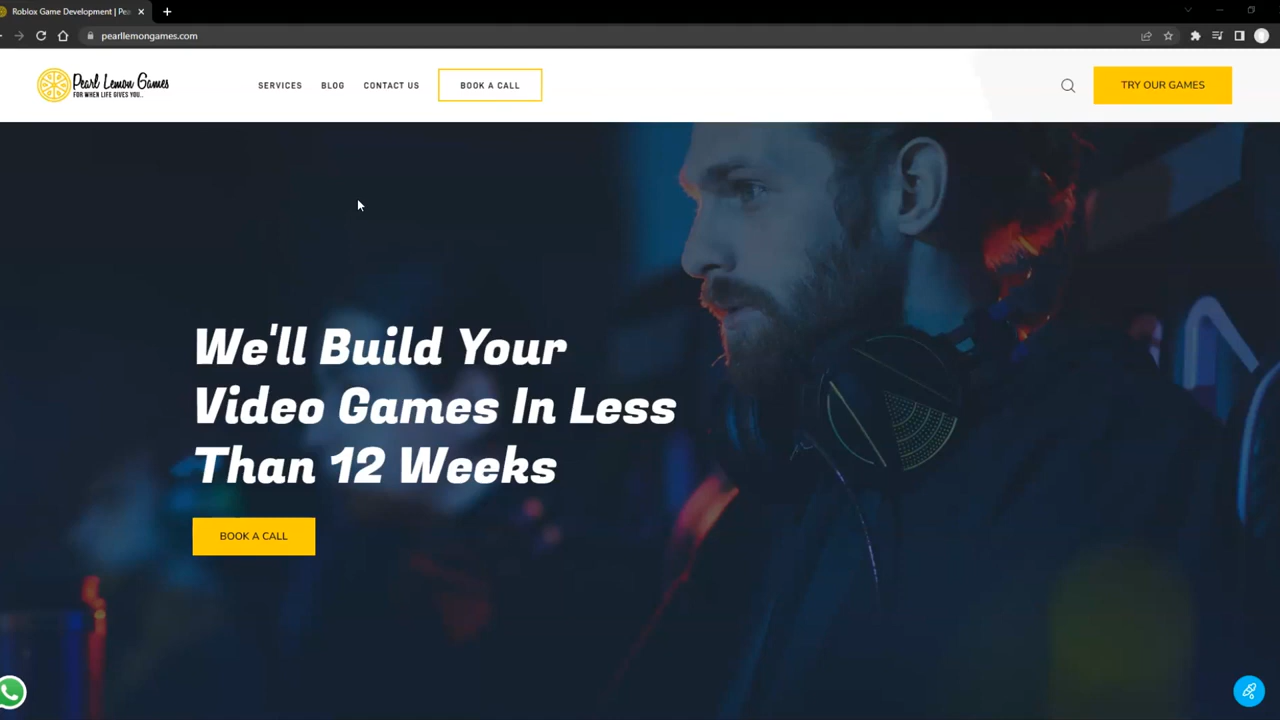 Roblox Game Development | Pea
pearllemongames.com
Pearl Lemon Games
FOR WHEN LIFE GIVES YOU..
SERVICES
BLOG
CONTACT US
BOOK A CALL
TRY OUR GAMES
We'll Build Your
Video Games In Less
Than 12 Weeks
BOOK A CALL